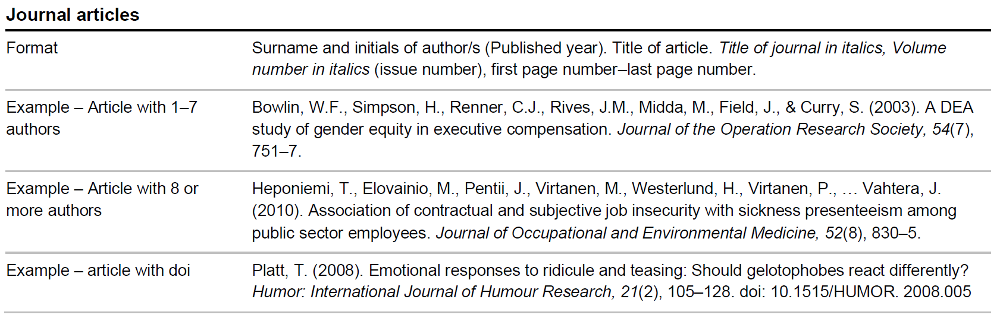 Journal articles
Format
Surname and initials of author/s (Published year). Title of article. Title of journal in italics, Volume
number in italics (issue number), first page number–last page number.
Example – Article with 1–7
authors
Bowlin, W.F., Simpson, H., Renner, C.J., Rives, J.M., Midda, M., Field, J., & Curry, S. (2003). A DEA
study of gender equity in executive compensation. Journal of the Operation Research Society, 54(7),
751–7.
Example – Article with 8 or
more authors
Heponiemi, T., Elovainio, M., Pentii, J., Virtanen, M., Westerlund, H., Virtanen, P., … Vahtera, J.
(2010). Association of contractual and subjective job insecurity with sickness presenteeism among
public sector employees. Journal of Occupational and Environmental Medicine, 52(8), 830–5.
Example – article with doi
Platt, T. (2008). Emotional responses to ridicule and teasing: Should gelotophobes react differently?
Humor: International Journal of Humour Research, 21(2), 105–128. doi: 10.1515/HUMOR. 2008.005